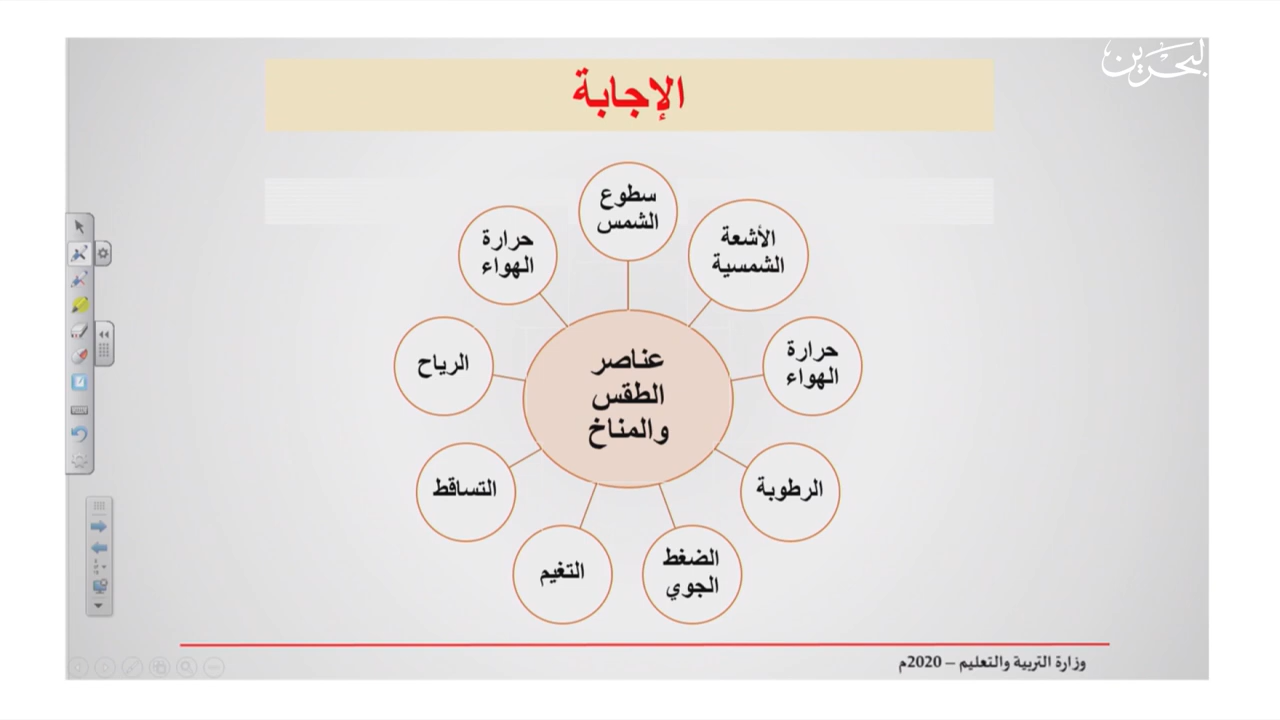 البحرين
الإجابة
سطوع
الشمس
الأشعة
الشمسية
حرارة
الهواء
الرطوبة
الضغط
الجوي
التغيم
التساقط
الرياح
حرارة
الهواء
عناصر
الطقس
والمناخ
وزارة التربية والتعليم – 2020م